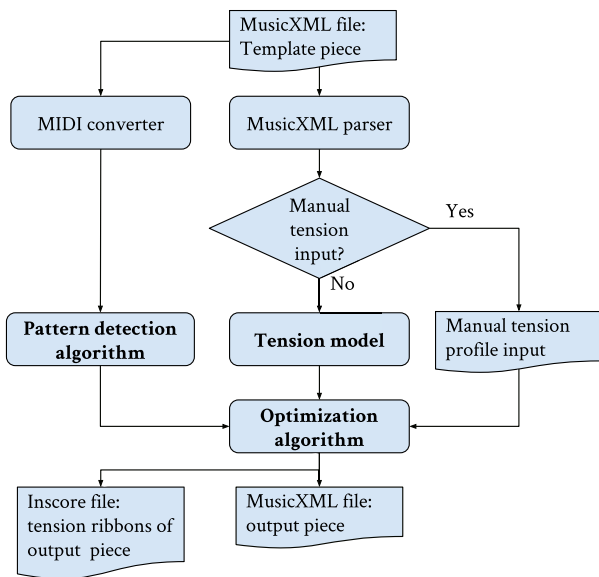 MusicXML file:
Template piece
MIDI converter
MusicXML parser
Manual
tension
input?
Yes
No
Pattern detection
algorithm
Tension model
Manual tension
profile input
Optimization
algorithm
Inscore file:
tension ribbons of
output piece
MusicXML file:
output piece